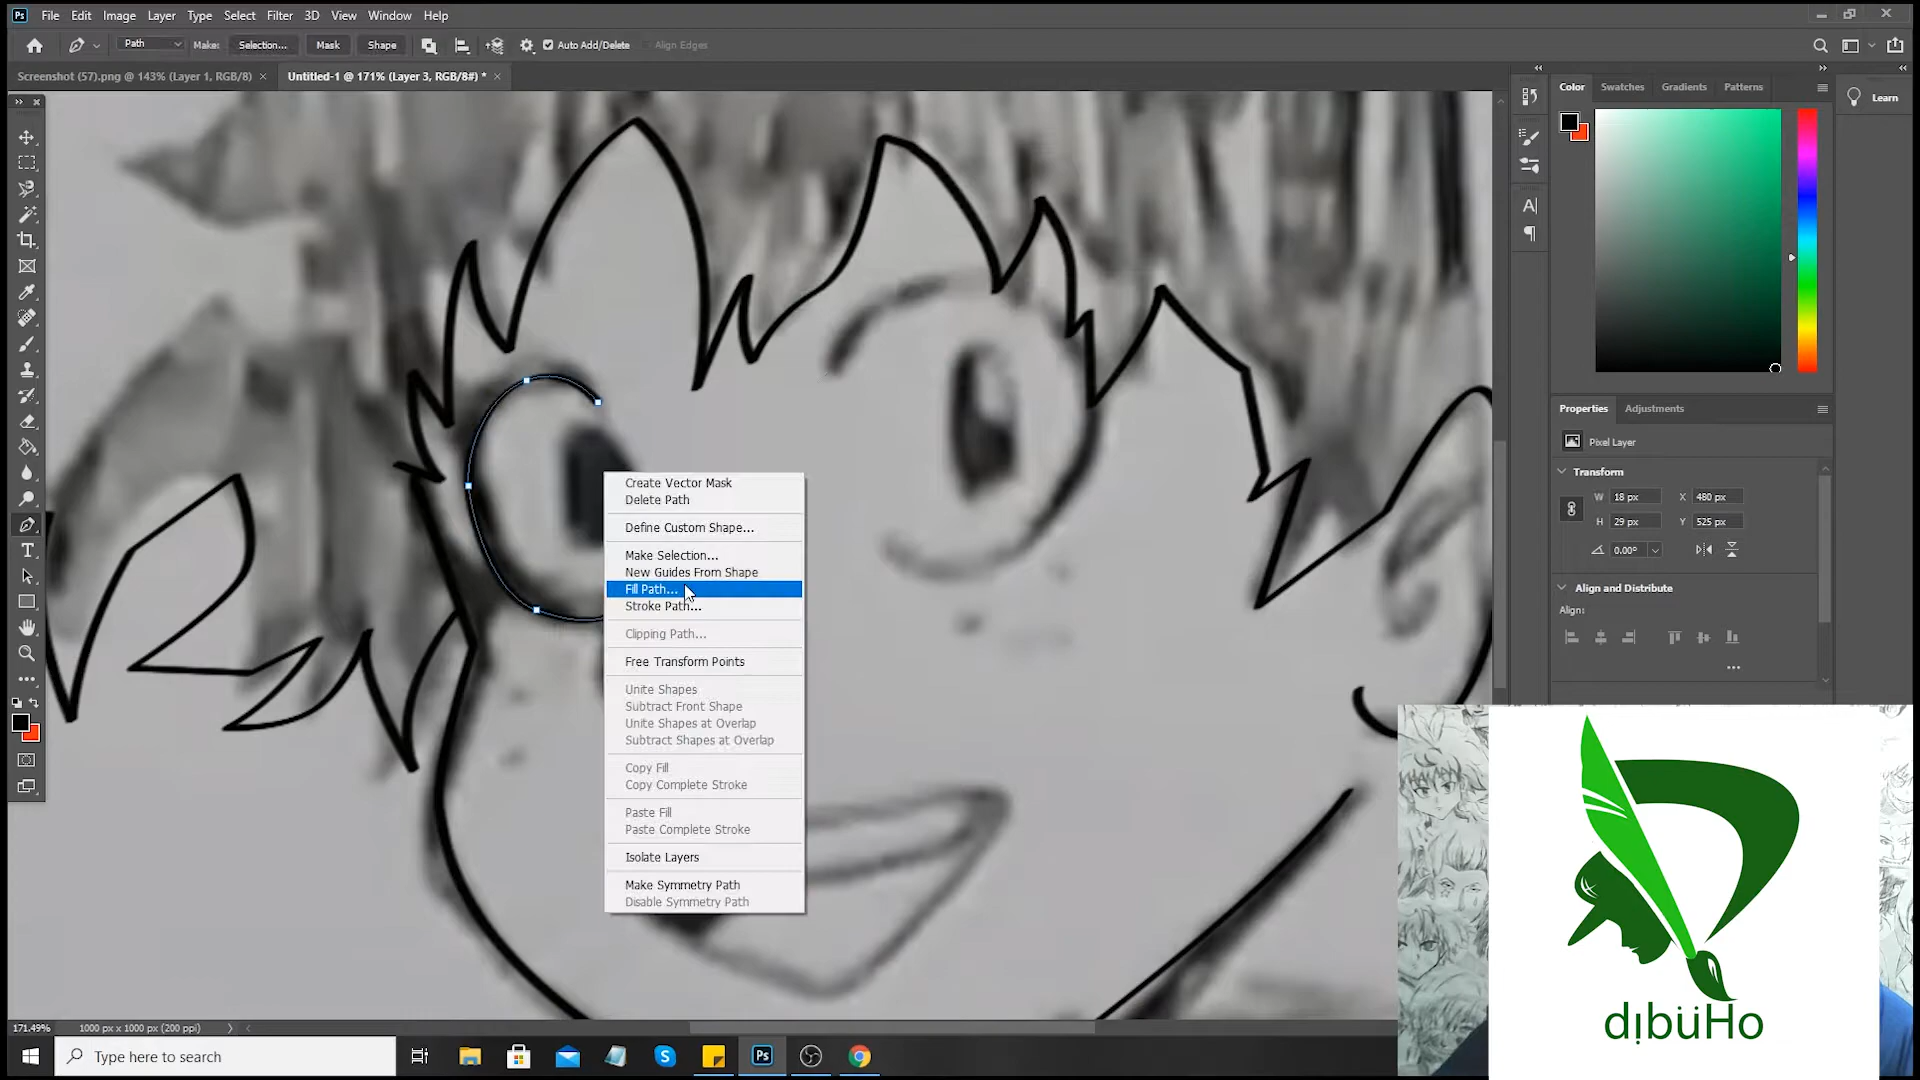 Ps File Edit Image Layer Type Select Filter 3D View Window Help
Path Make: Selection... Mask Shape Auto Add/Delete Align Edges
Screenshot (57).png @ 143% (Layer 1, RGB/8) × Untitled-1 @ 171% (Layer 3, RGB/8#) * ×
Color Swatches Gradients Patterns
Learn
Create Vector Mask
Delete Path
Define Custom Shape...
Make Selection...
New Guides From Shape
Fill Path...
Stroke Path...
Clipping Path...
Free Transform Points
Unite Shapes
Subtract Front Shape
Unite Shapes at Overlap
Subtract Shapes at Overlap
Copy Fill
Copy Complete Stroke
Paste Fill
Paste Complete Stroke
Isolate Layers
Make Symmetry Path
Disable Symmetry Path
Properties Adjustments
Pixel Layer
Transform
W 18 px X 480 px
H 29 px Y 525 px
0.00°
Align and Distribute
Align:
dịbüHo
171.49% 1000 px x 1000 px (200 ppi)
Type here to search
Ps